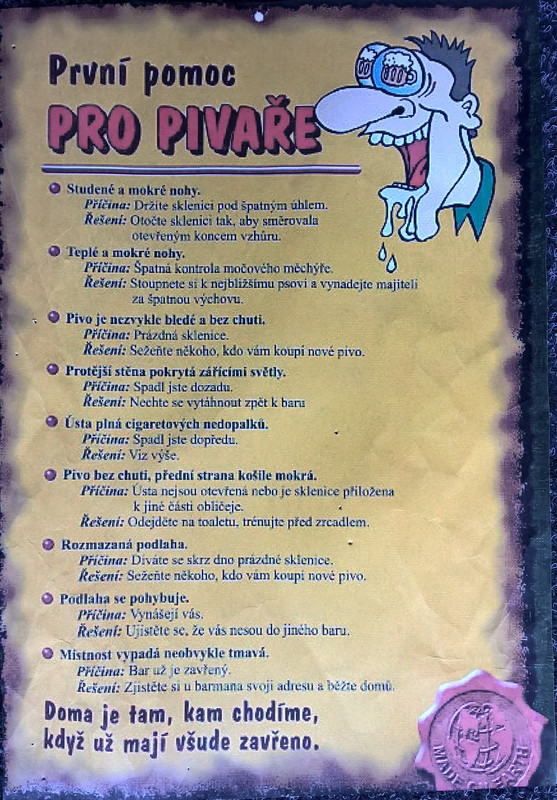 První pomoc
PRO PIVAŘE
Studené a mokré nohy.
Příčina: Držíte sklenici pod špatným úhlem.
Řešení: Otočte sklenici tak, aby směrovala
otevřeným koncem vzhůru.
Teplé a mokré nohy.
Příčina: Špatná kontrola močového měchýře.
Řešení: Stoupnete si k nejbližšímu psovi a vynadejte majiteli
za špatnou výchovu.
Pivo je nezvykle bledé a bez chuti.
Příčina: Prázdná sklenice.
Řešení: Sežeňte někoho, kdo vám koupí nové pivo.
Protější stěna pokrytá zářícími světly.
Příčina: Spadl jste dozadu.
Řešení: Nechte se vytáhnout zpět k baru
Ústa plná cigaretových nedopalků.
Příčina: Spadl jste dopředu.
Řešení: Viz výše.
Pivo bez chuti, přední strana košile mokrá.
Příčina: Ústa nejsou otevřená nebo je sklenice přiložena
k jiné části obličeje.
Řešení: Odejděte na toaletu, trénujte před zrcadlem.
Rozmazaná podlaha.
Příčina: Díváte se skrz dno prázdné sklenice.
Řešení: Sežeňte někoho, kdo vám koupí nové pivo.
Podlaha se pohybuje.
Příčina: Vynášejí vás.
Řešení: Ujistěte se, že vás nesou do jiného baru.
Místnost vypadá neobvykle tmavá.
Příčina: Bar už je zavřený.
Řešení: Zjistěte si u barmana svoji adresu a běžte domů.
Doma je tam, kam chodíme,
když už mají všude zavřeno.
MADE ON EARTH